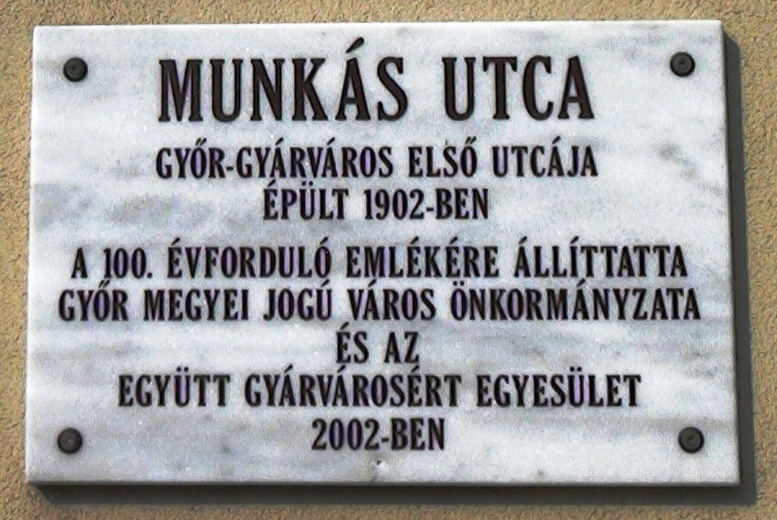 MUNKÁS UTCA
GYŐR-GYÁRVÁROS ELSŐ UTCÁJA
ÉPÜLT 1902-BEN
A 100. ÉVFORDULÓ EMLÉKÉRE ÁLLÍTTATTA
GYŐR MEGYEI JOGÚ VÁROS ÖNKORMÁNYZATA
ÉS AZ
EGYÜTT GYÁRVÁROSÉRT EGYESÜLET
2002-BEN